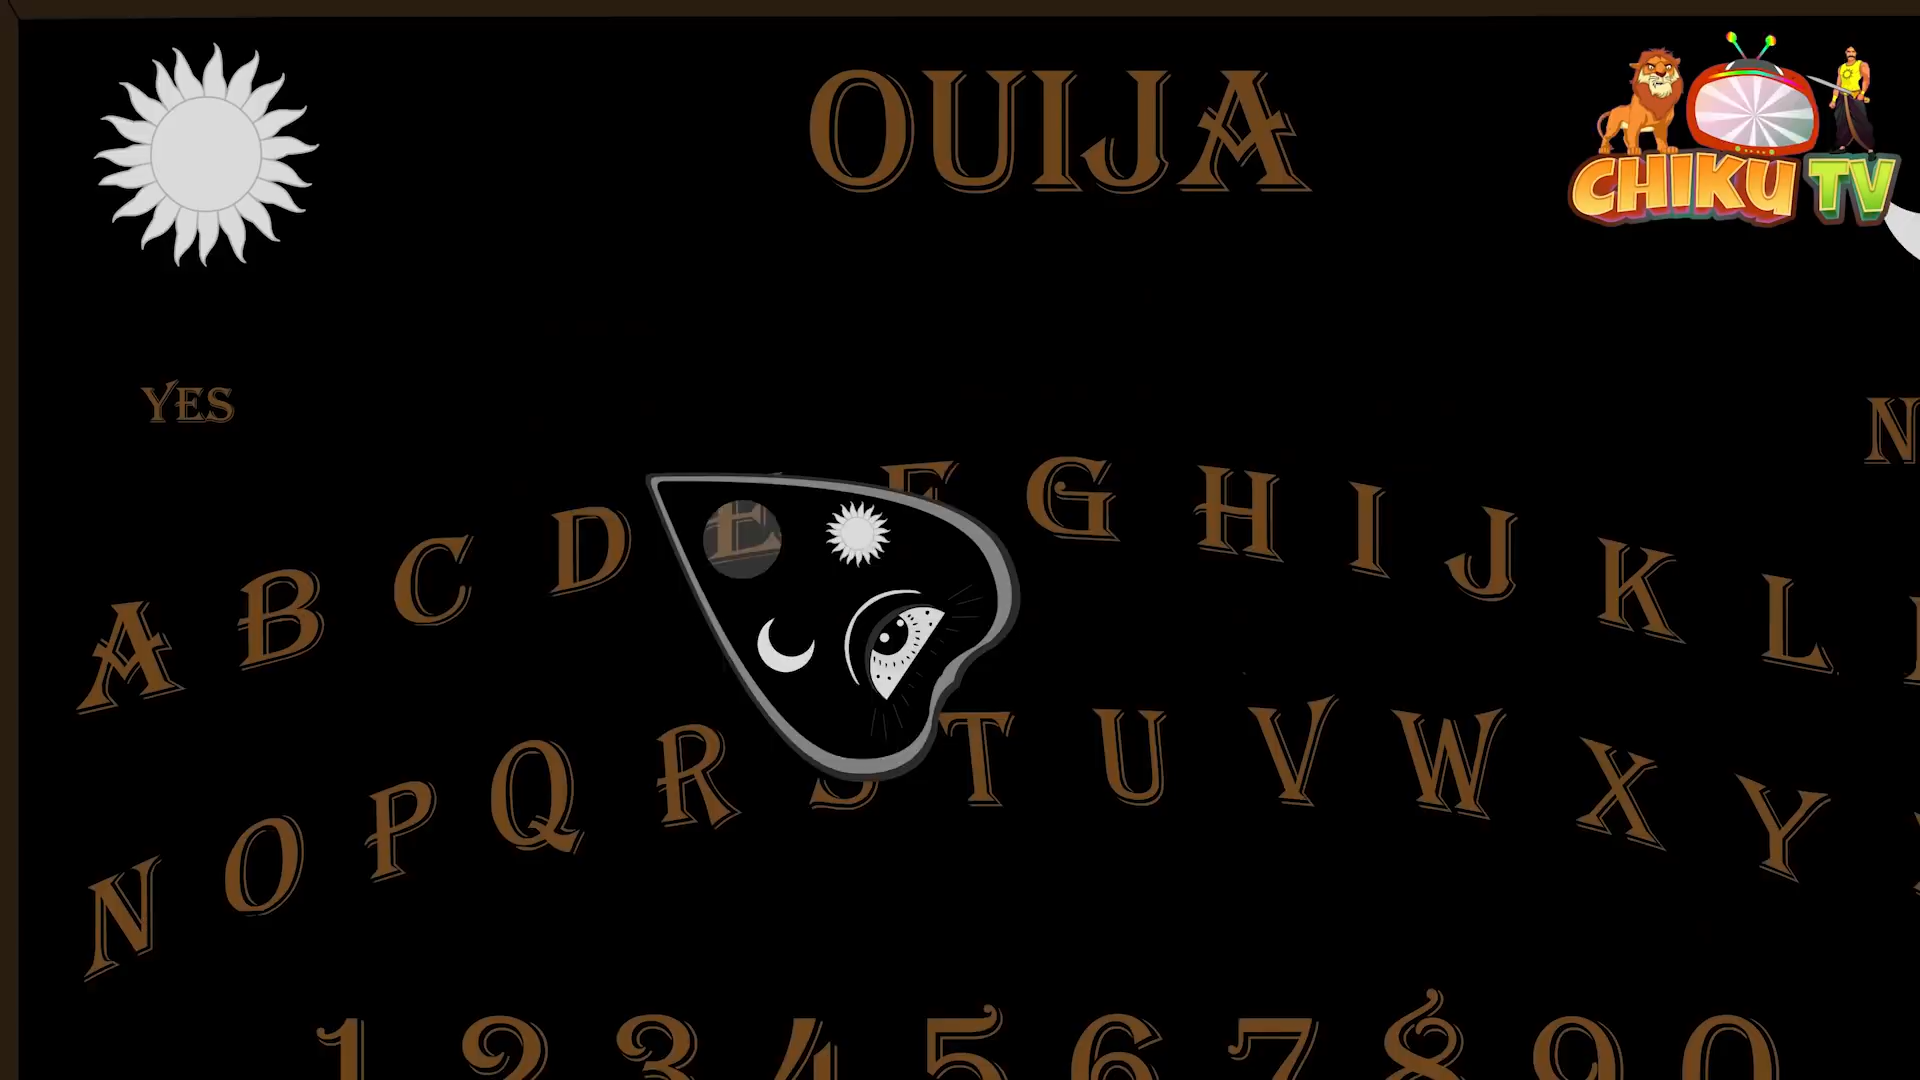 OUIJA
CHIKU TV
YES
N
A B C D E F G H I J K L
N O P Q R S T U V W X Y
1 2 3 4 5 6 7 8 9 0